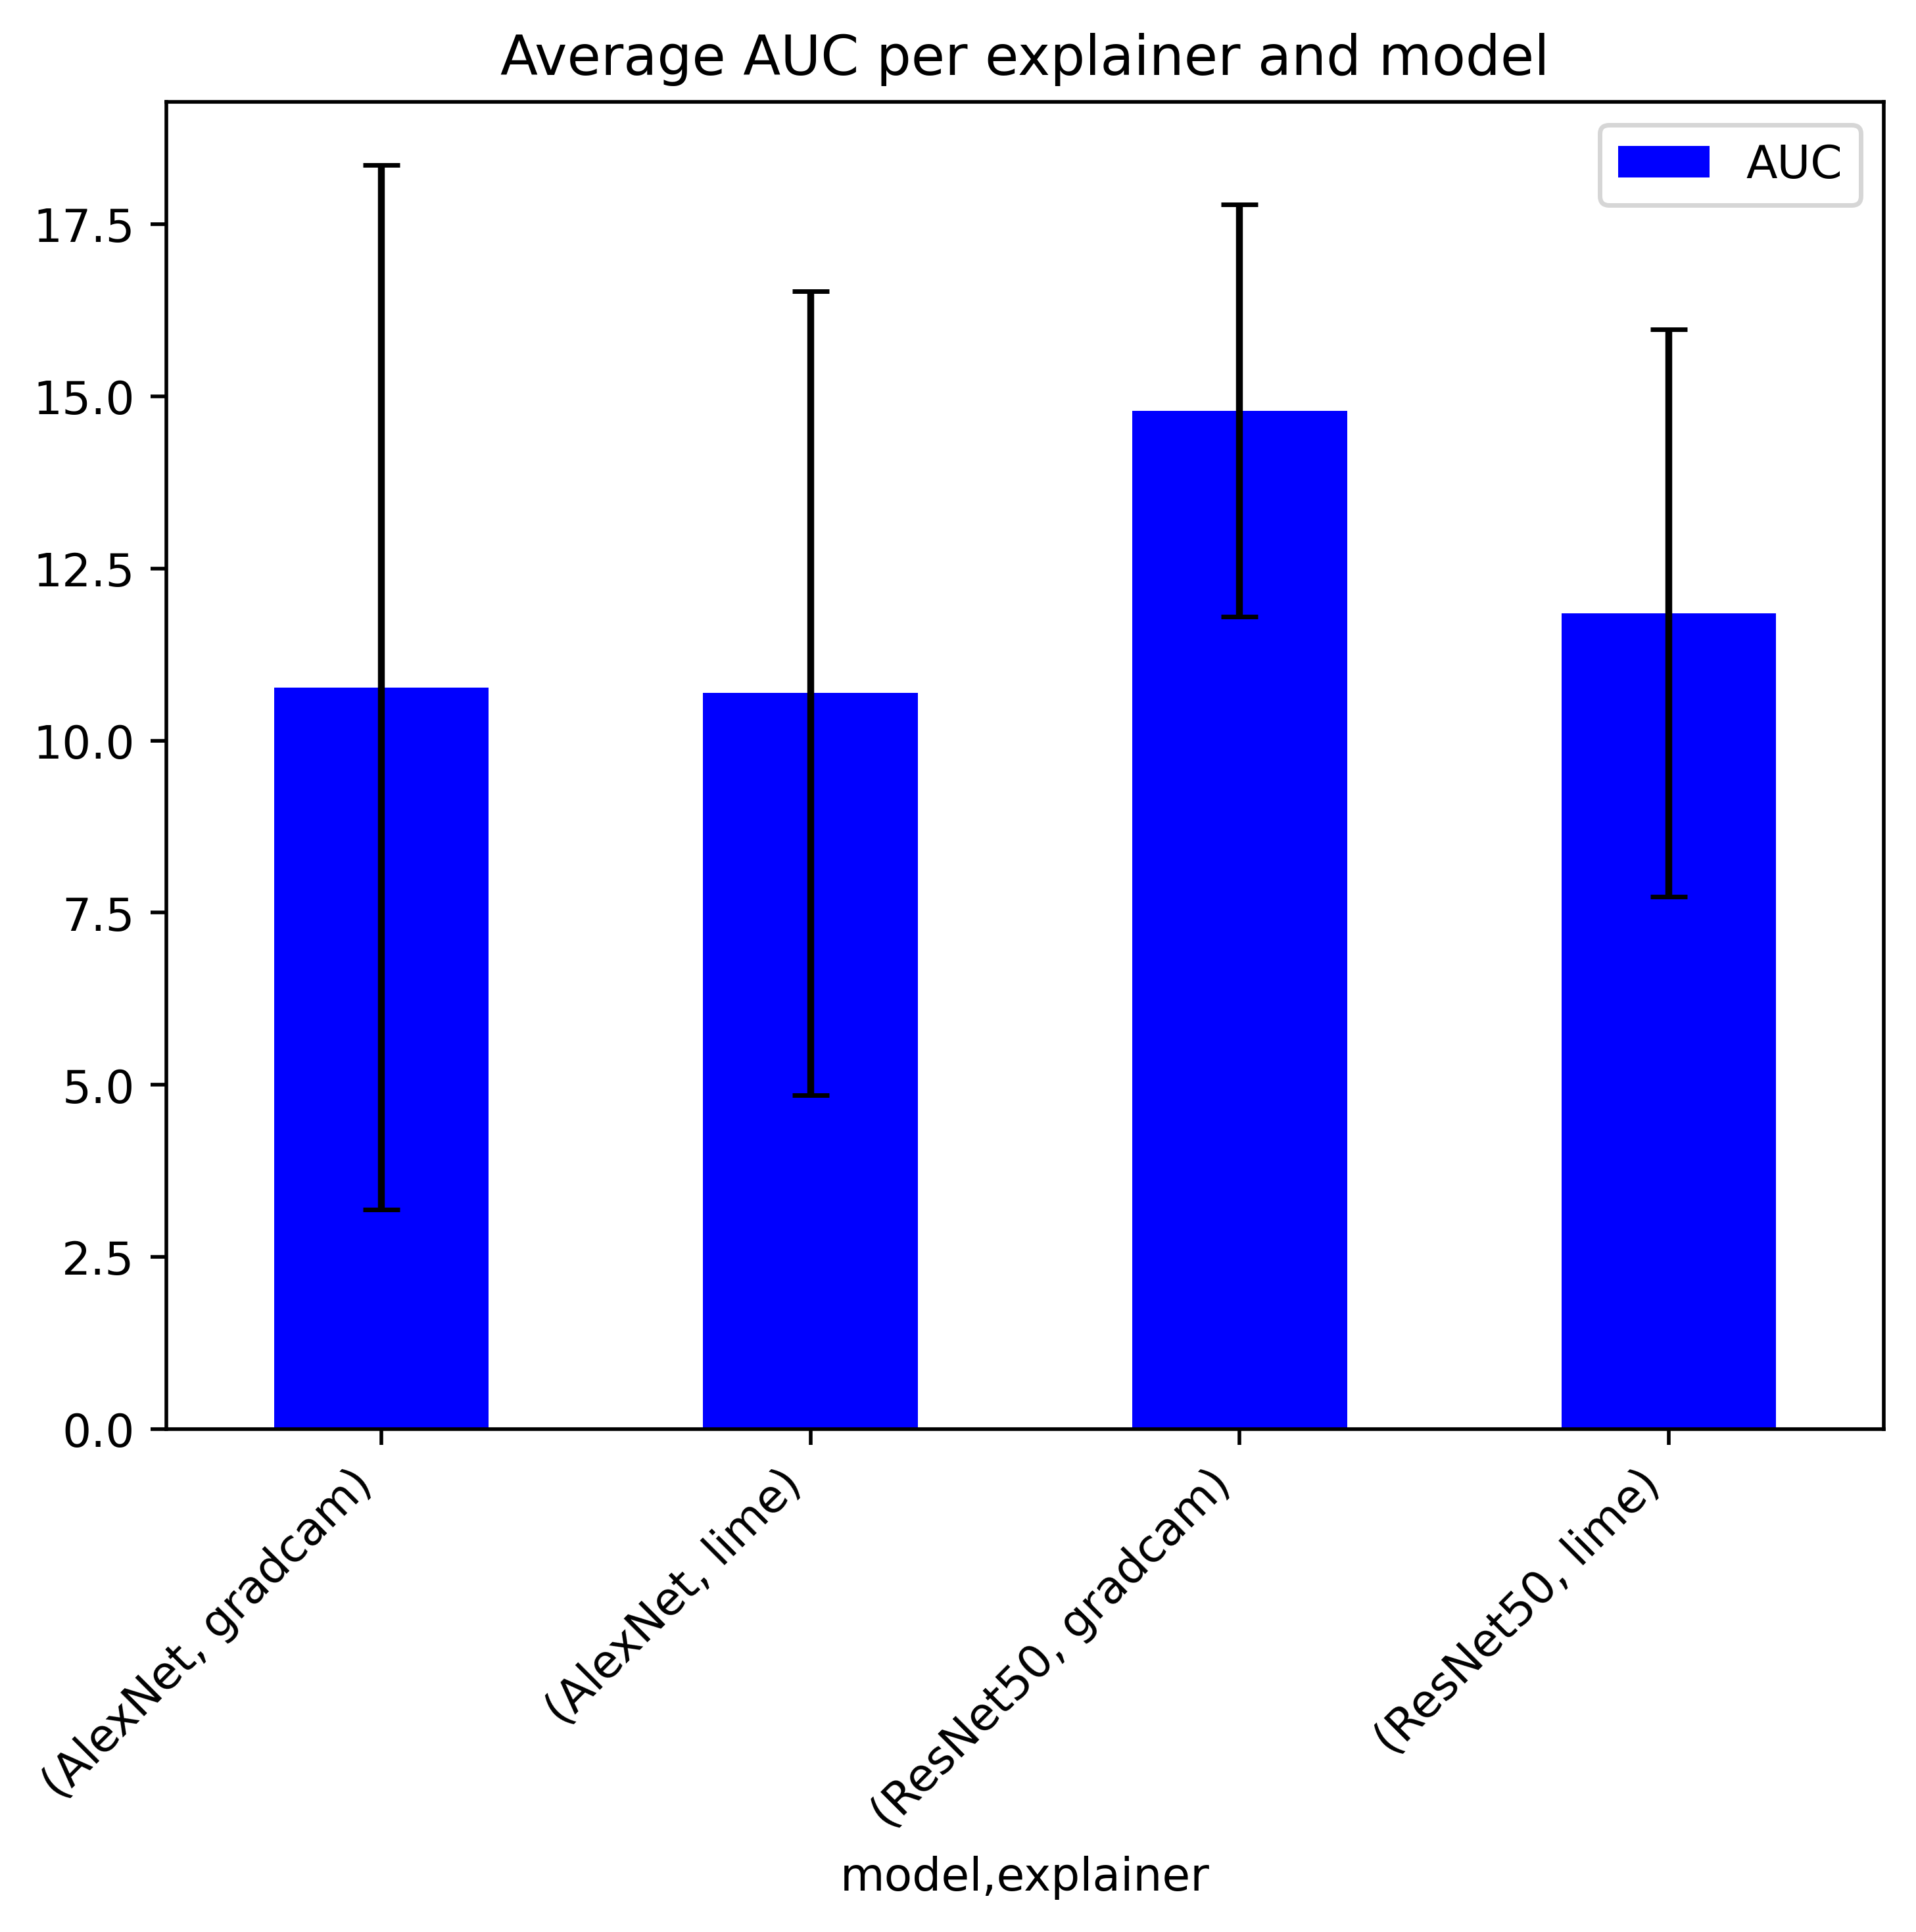 Average AUC per explainer and model
AUC
17.5
15.0
12.5
10.0
7.5
5.0
2.5
0.0
(AlexNet, gradcam)
(AlexNet, lime)
(ResNet50, gradcam)
(ResNet50, lime)
model,explainer